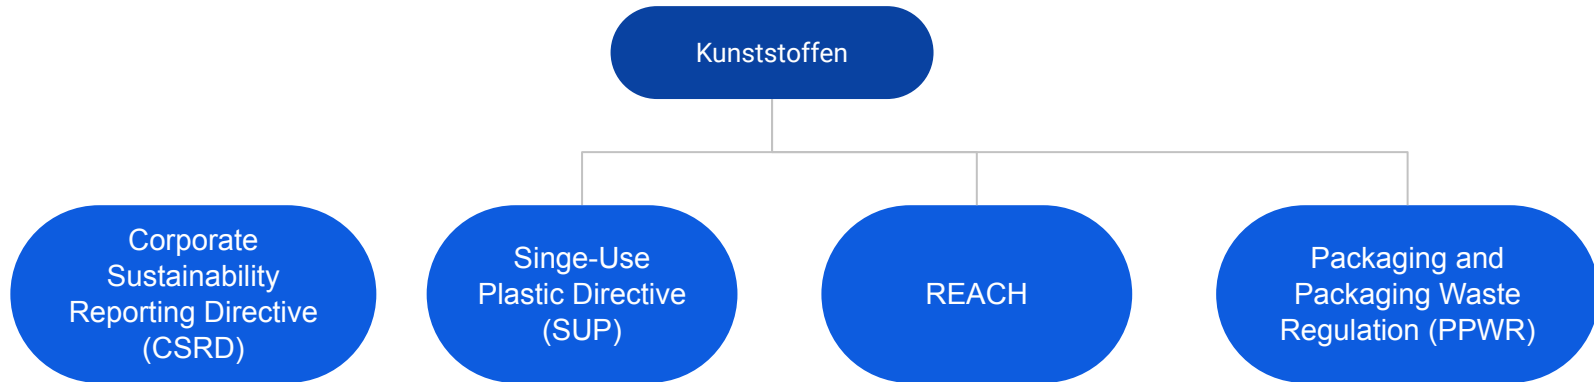 Kunststoffen
Corporate
Sustainability
Reporting Directive
(CSRD)
Singe-Use
Plastic Directive
(SUP)
REACH
Packaging and
Packaging Waste
Regulation (PPWR)